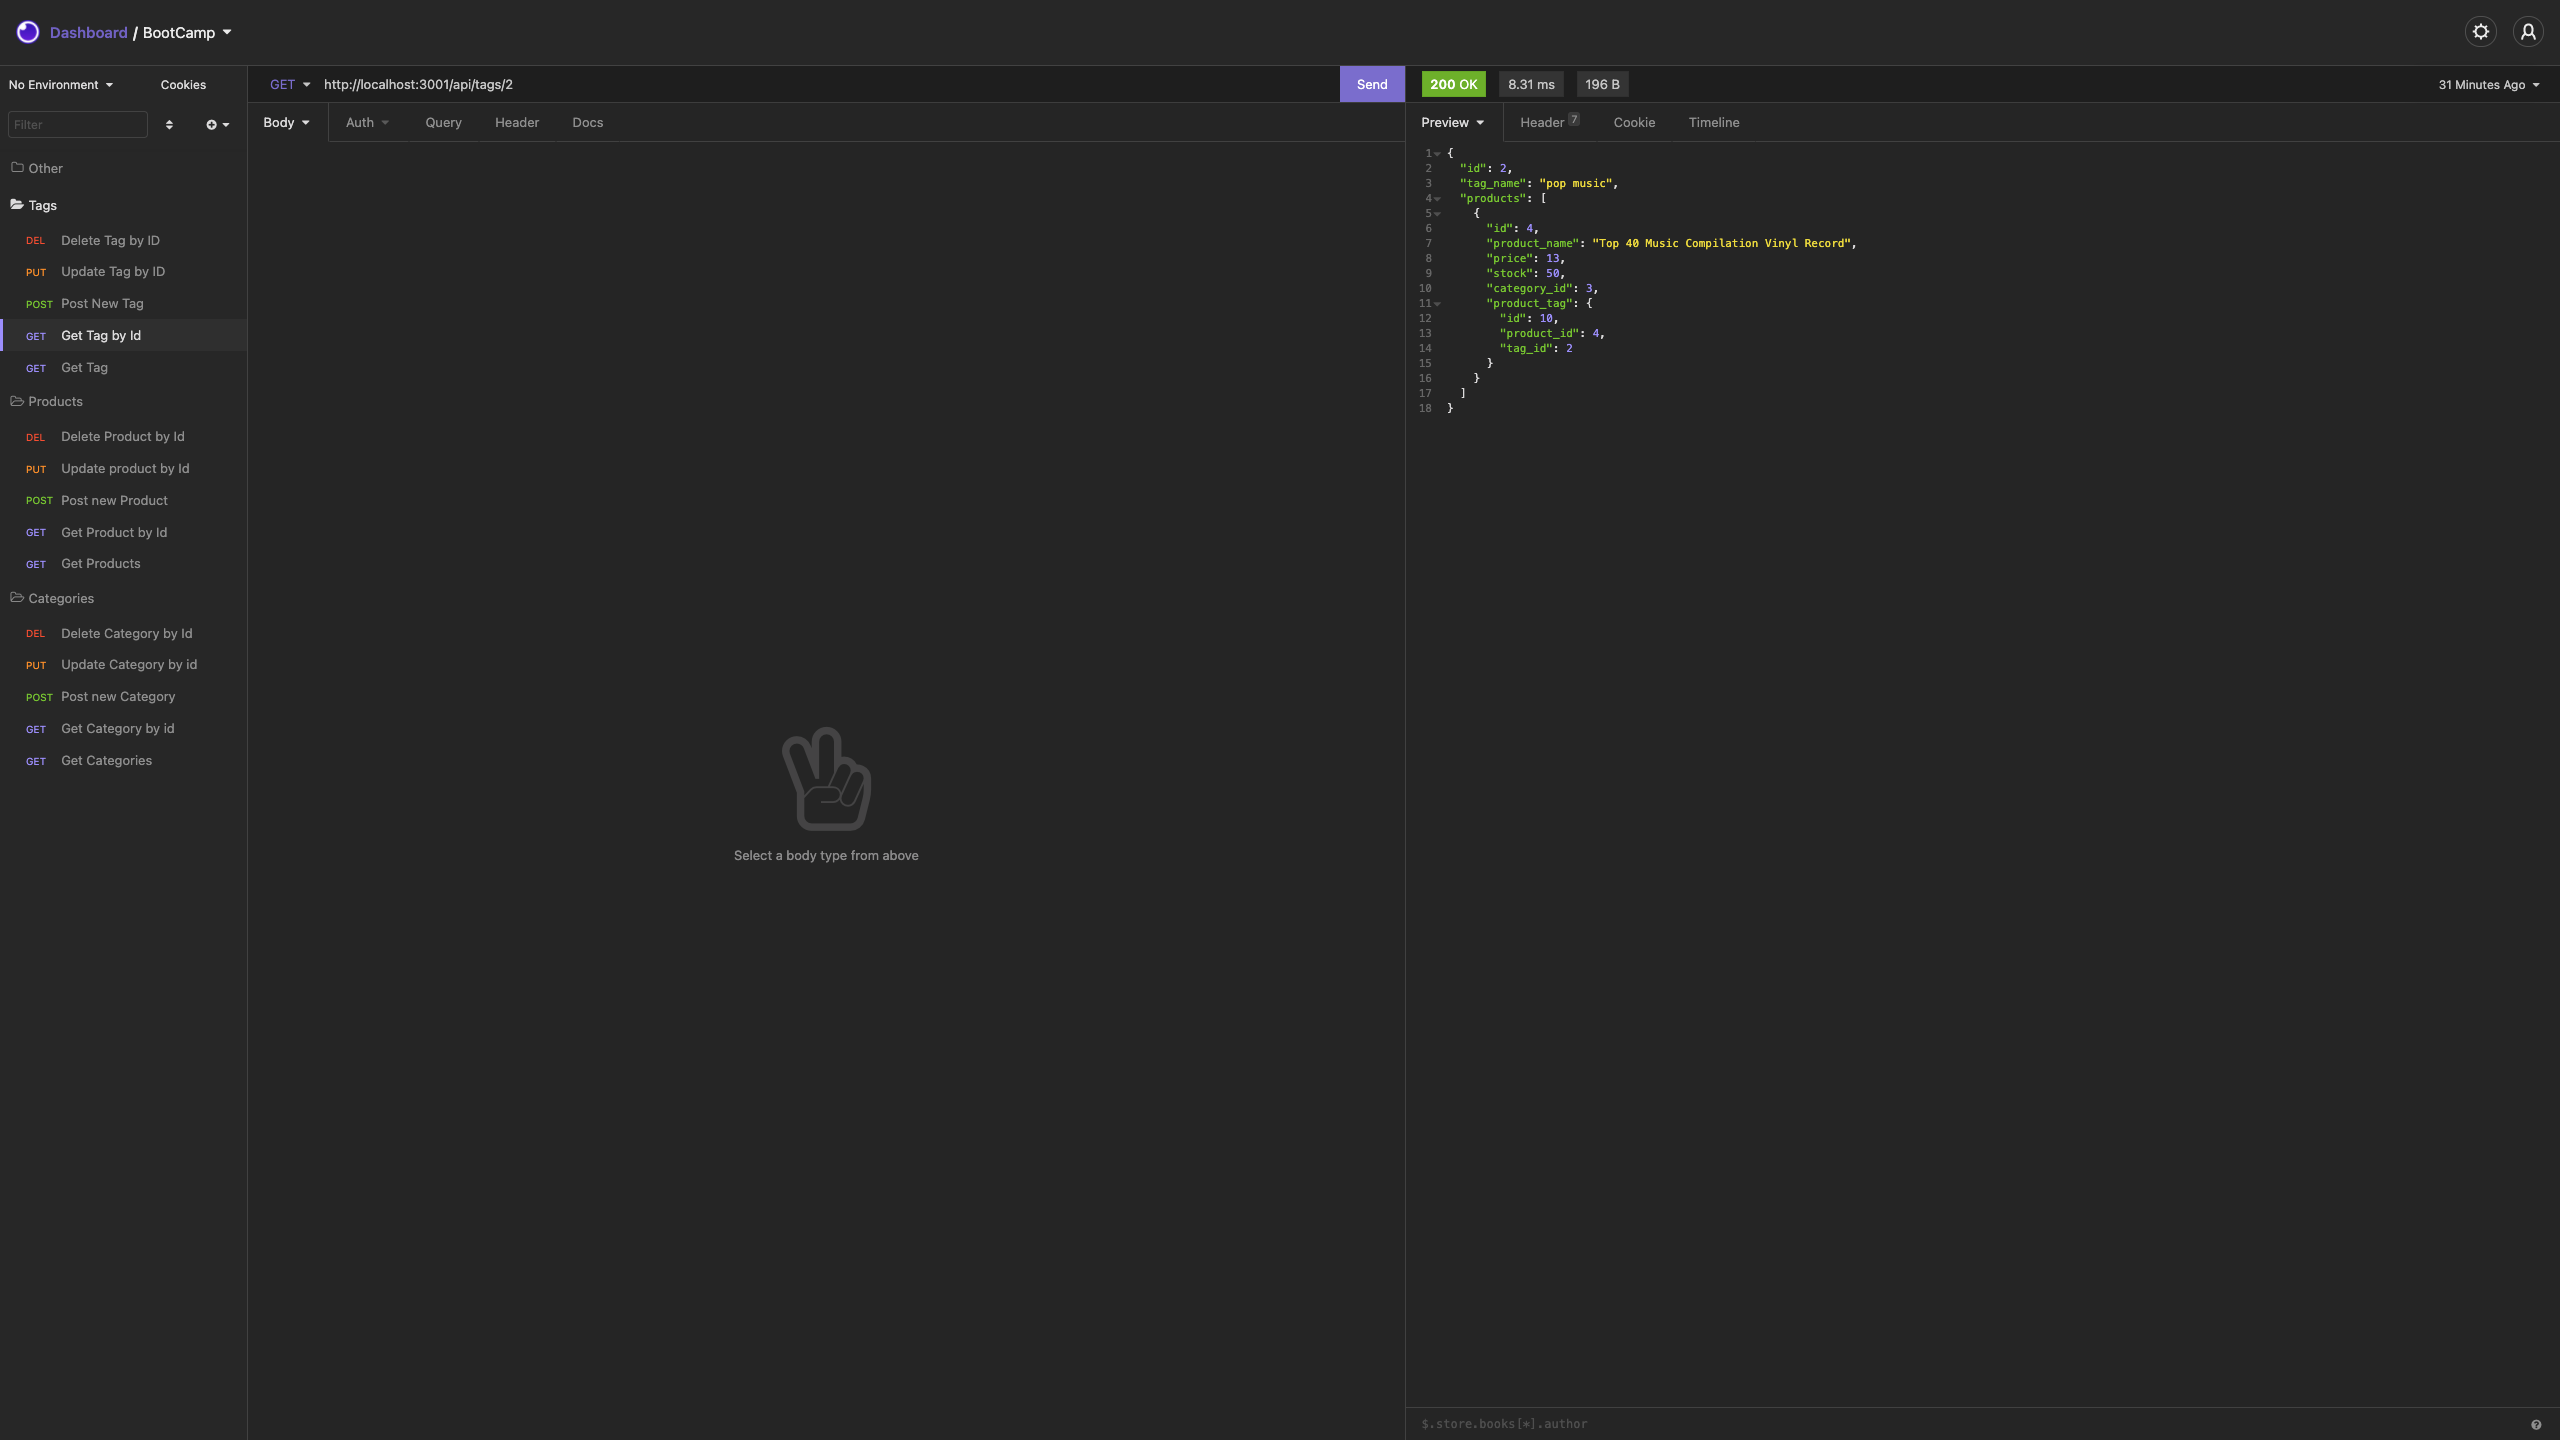 Dashboard / BootCamp
No Environment
Cookies
GET
http://localhost:3001/api/tags/2
Send
200 OK
8.31 ms
196 B
31 Minutes Ago
Filter
Body
Auth
Query
Header
Docs
Preview
Header 7
Cookie
Timeline
Other
Tags
DEL Delete Tag by ID
PUT Update Tag by ID
POST Post New Tag
GET Get Tag by Id
GET Get Tag
Products
DEL Delete Product by Id
PUT Update product by Id
POST Post new Product
GET Get Product by Id
GET Get Products
Categories
DEL Delete Category by Id
PUT Update Category by id
POST Post new Category
GET Get Category by id
GET Get Categories
Select a body type from above
1 {
2 "id": 2,
3 "tag_name": "pop music",
4 "products": [
5 {
6 "id": 4,
7 "product_name": "Top 40 Music Compilation Vinyl Record",
8 "price": 13,
9 "stock": 50,
10 "category_id": 3,
11 "product_tag": {
12 "id": 10,
13 "product_id": 4,
14 "tag_id": 2
15 }
16 }
17 ]
18 }
$.store.books[*].author